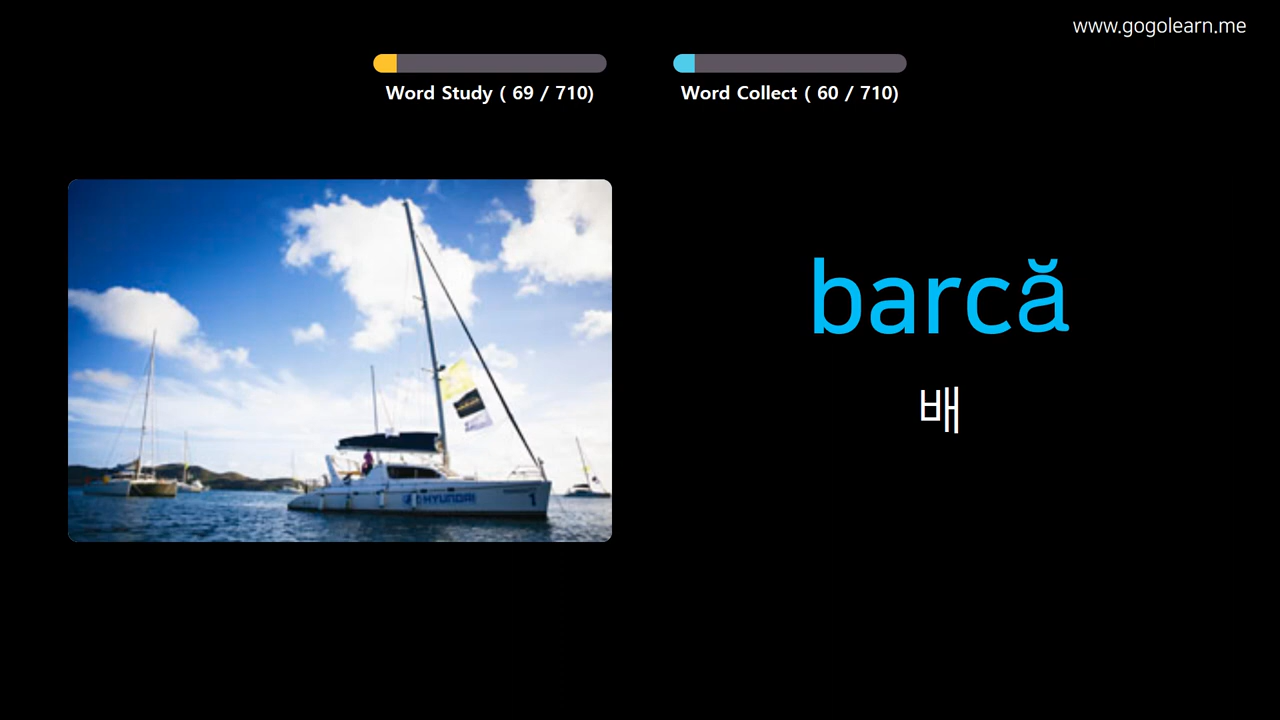 www.gogolearn.me
Word Study ( 69 / 710)
Word Collect ( 60 / 710)
barcă
배
HYUNDAI
1